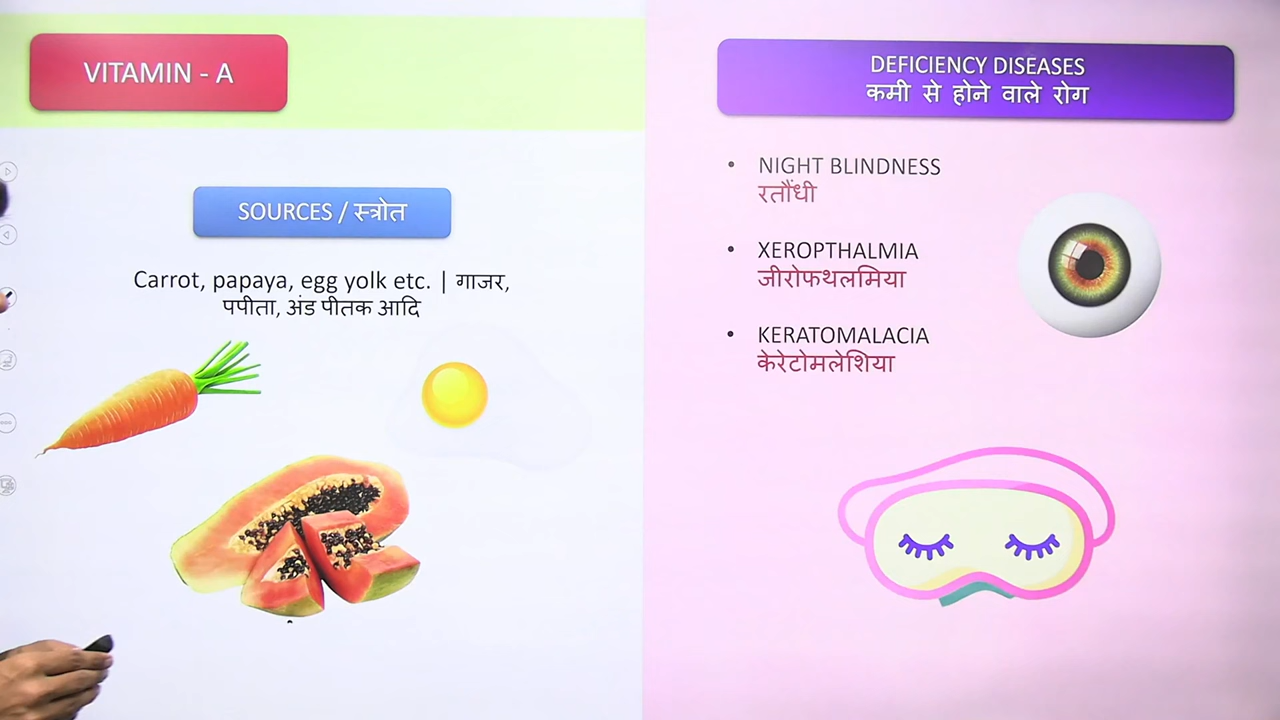 VITAMIN - A
SOURCES / स्त्रोत
Carrot, papaya, egg yolk etc. | गाजर,
पपीता, अंड पीतक आदि
DEFICIENCY DISEASES
कमी से होने वाले रोग
• NIGHT BLINDNESS
रतौंधी
• XEROPTHALMIA
जीरोफथलमिया
• KERATOMALACIA
केरेटोमलेशिया